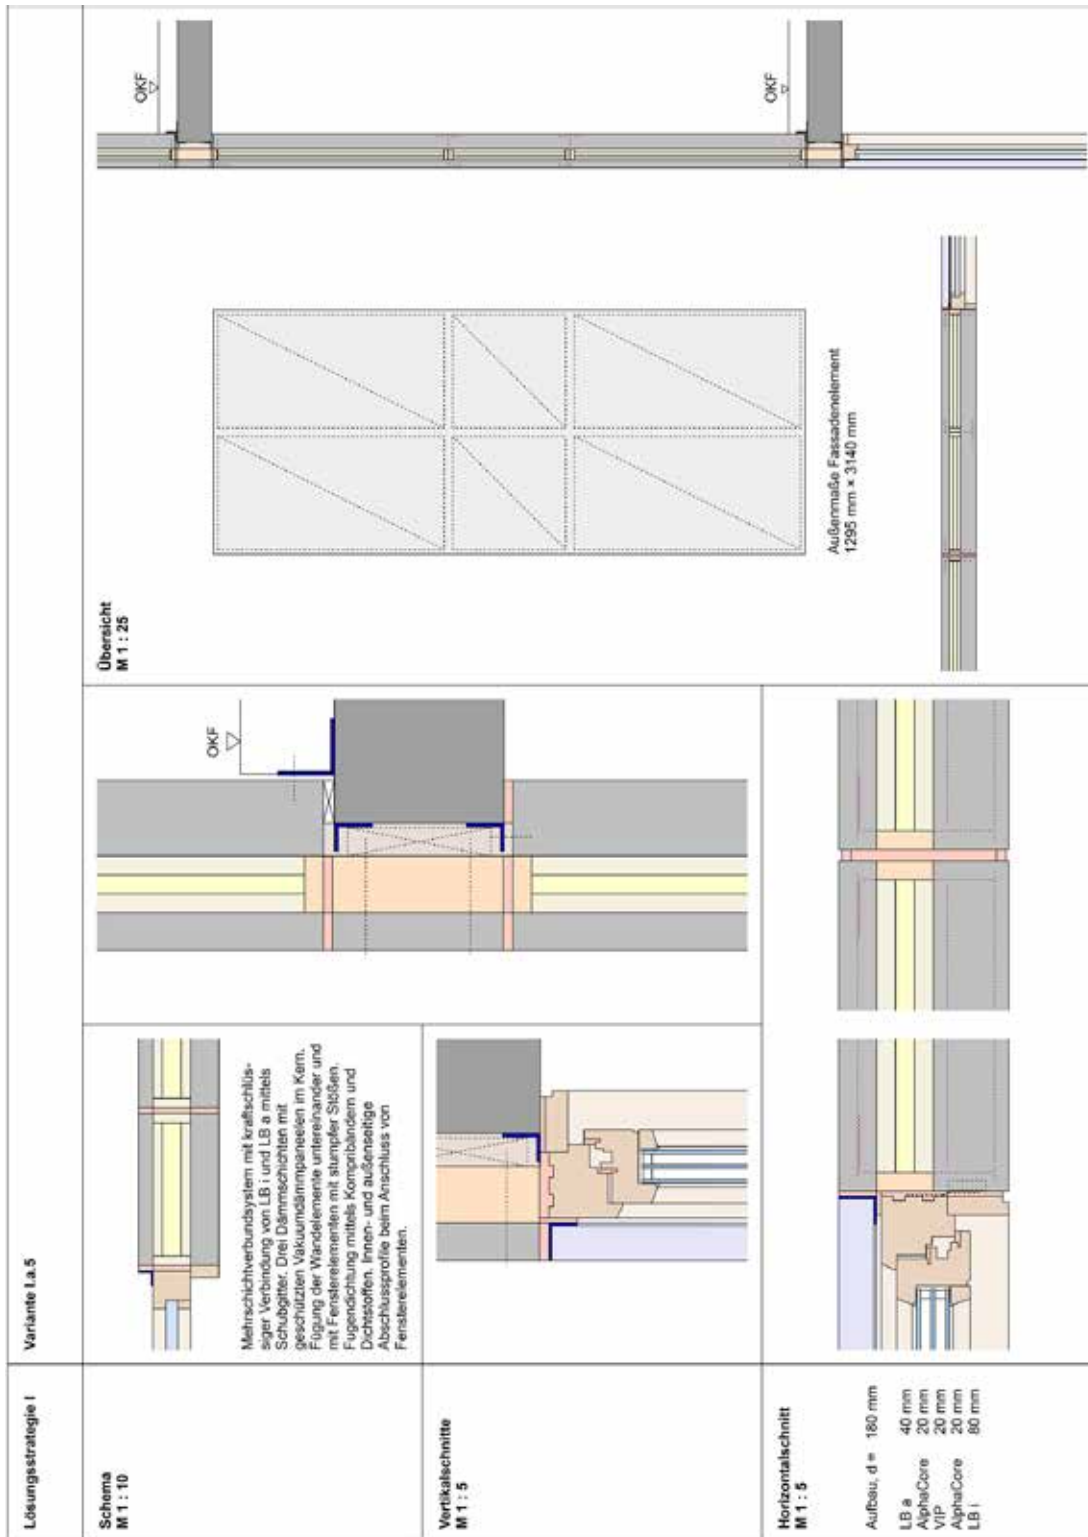 Lösungsstrategie I
Variante I.a.5
Schema
M 1 : 10
Mehrschichtverbundsystem mit kraftschlüs-
siger Verbindung von LB i und LB a mittels
Schubgitter. Drei Dämmschichten mit
geschützten Vakuumdämmpaneelen im Kern.
Fügung der Wandelemente untereinander und
mit Fensterelementen mit stumpfer Stößen.
Fugendichtung mittels Kompribändern und
Dichtstoffen. Innen- und außenseitige
Abschlussprofile beim Anschluss von
Fensterelementen.
Vertikalschnitte
M 1 : 5
OKF
Horizontalschnitt
M 1 : 5
Aufbau, d = 180 mm
LB a 40 mm
AlphaCore 20 mm
VIP 20 mm
AlphaCore 20 mm
LB i 80 mm
Übersicht
M 1 : 25
OKF
OKF
Außenmaße Fassadenelement
1295 mm × 3140 mm